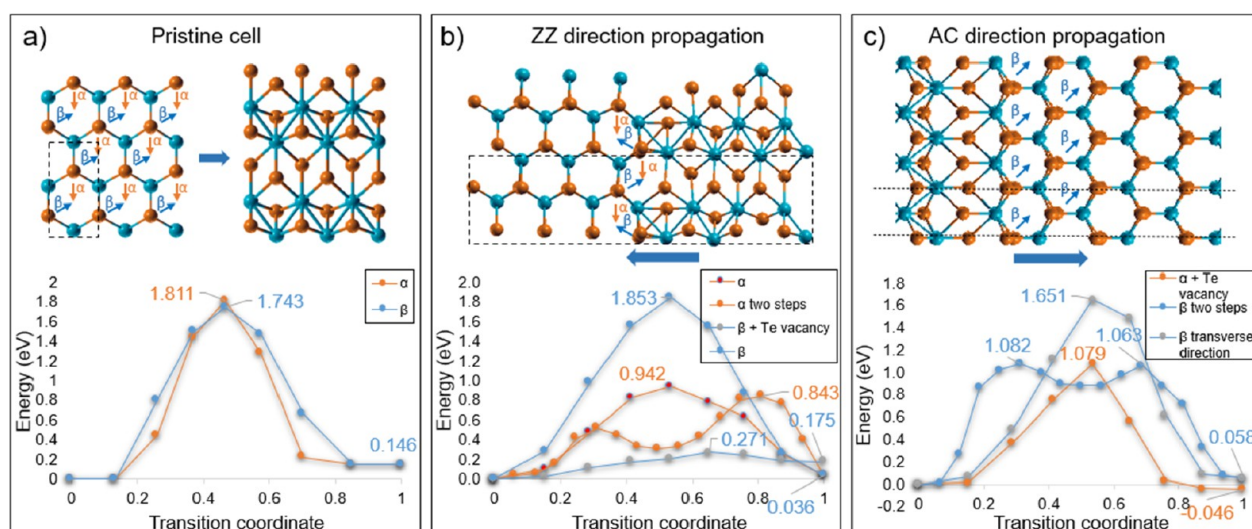 a) Pristine cell
α α α
β β β
α α
β β
α α α
β β β
2
1.8
1.6
1.4
1.2
1
0.8
0.6
0.4
0.2
0
Energy (eV)
1.811
1.743
0.146
α
β
0 0.2 0.4 0.6 0.8 1
Transition coordinate
b) ZZ direction propagation
α
β
α
β
α
β
2.0
1.8
1.6
1.4
1.2
1.0
0.8
0.6
0.4
0.2
0
Energy (eV)
α
α two steps
β + Te vacancy
β
1.853
0.942
0.843
0.271
0.175
0.036
0 0.2 0.4 0.6 0.8 1
Transition coordinate
c) AC direction propagation
β β
β β
β β
β β
1.8
1.6
1.4
1.2
1.0
0.8
0.6
0.4
0.2
0
-0.2
Energy (eV)
α + Te
vacancy
β two steps
β transverse
direction
1.651
1.082
1.079
1.063
0.058
-0.046
0 0.2 0.4 0.6 0.8 1
Transition coordinate